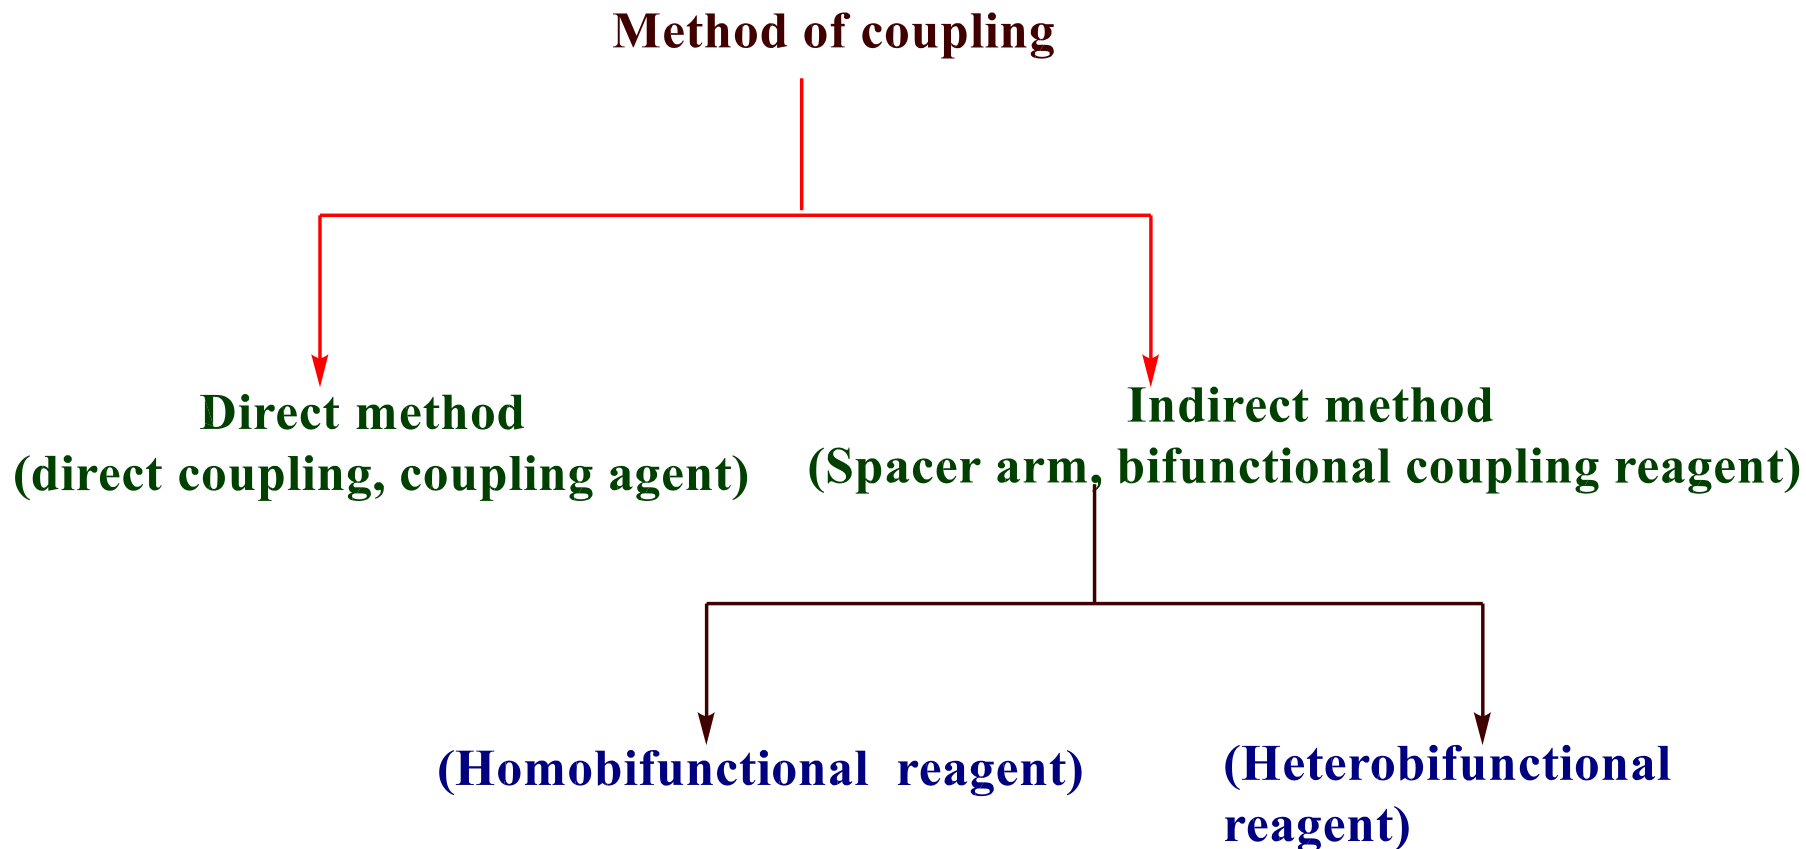 Method of coupling
Direct method
(direct coupling, coupling agent)
Indirect method
(Spacer arm, bifunctional coupling reagent)
(Homobifunctional reagent)
(Heterobifunctional
reagent)